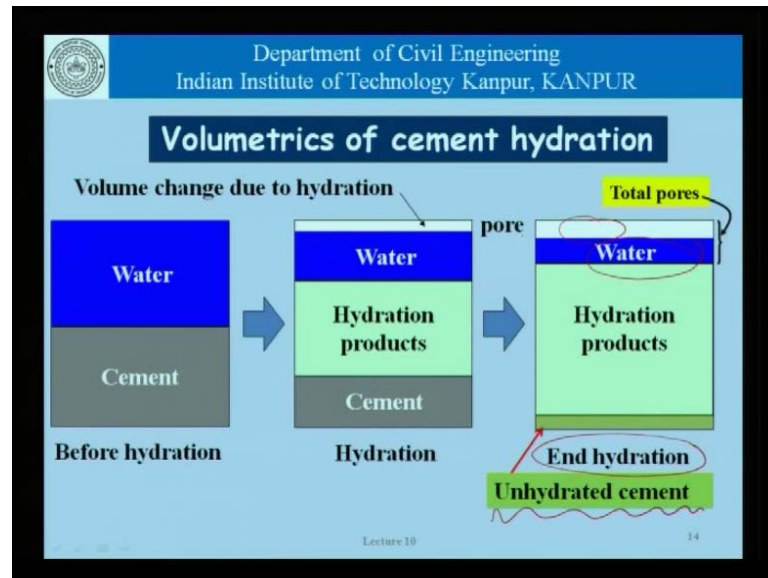 Department of Civil Engineering
Indian Institute of Technology Kanpur, KANPUR
Volumetrics of cement hydration
Volume change due to hydration
Total pores
pore
Water
Cement
Before hydration
Water
Hydration
products
Cement
Hydration
Water
Hydration
products
End hydration
Unhydrated cement
Lecture 10
14